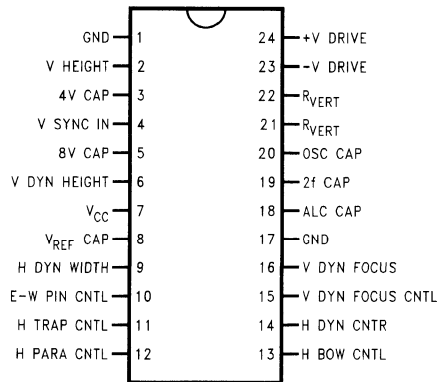 GND 1 24 +V DRIVE
V HEIGHT 2 23 -V DRIVE
4V CAP 3 22 RVERT
V SYNC IN 4 21 RVERT
8V CAP 5 20 OSC CAP
V DYN HEIGHT 6 19 2f CAP
VCC 7 18 ALC CAP
VREF CAP 8 17 GND
H DYN WIDTH 9 16 V DYN FOCUS
E-W PIN CNTL 10 15 V DYN FOCUS CNTL
H TRAP CNTL 11 14 H DYN CNTR
H PARA CNTL 12 13 H BOW CNTL